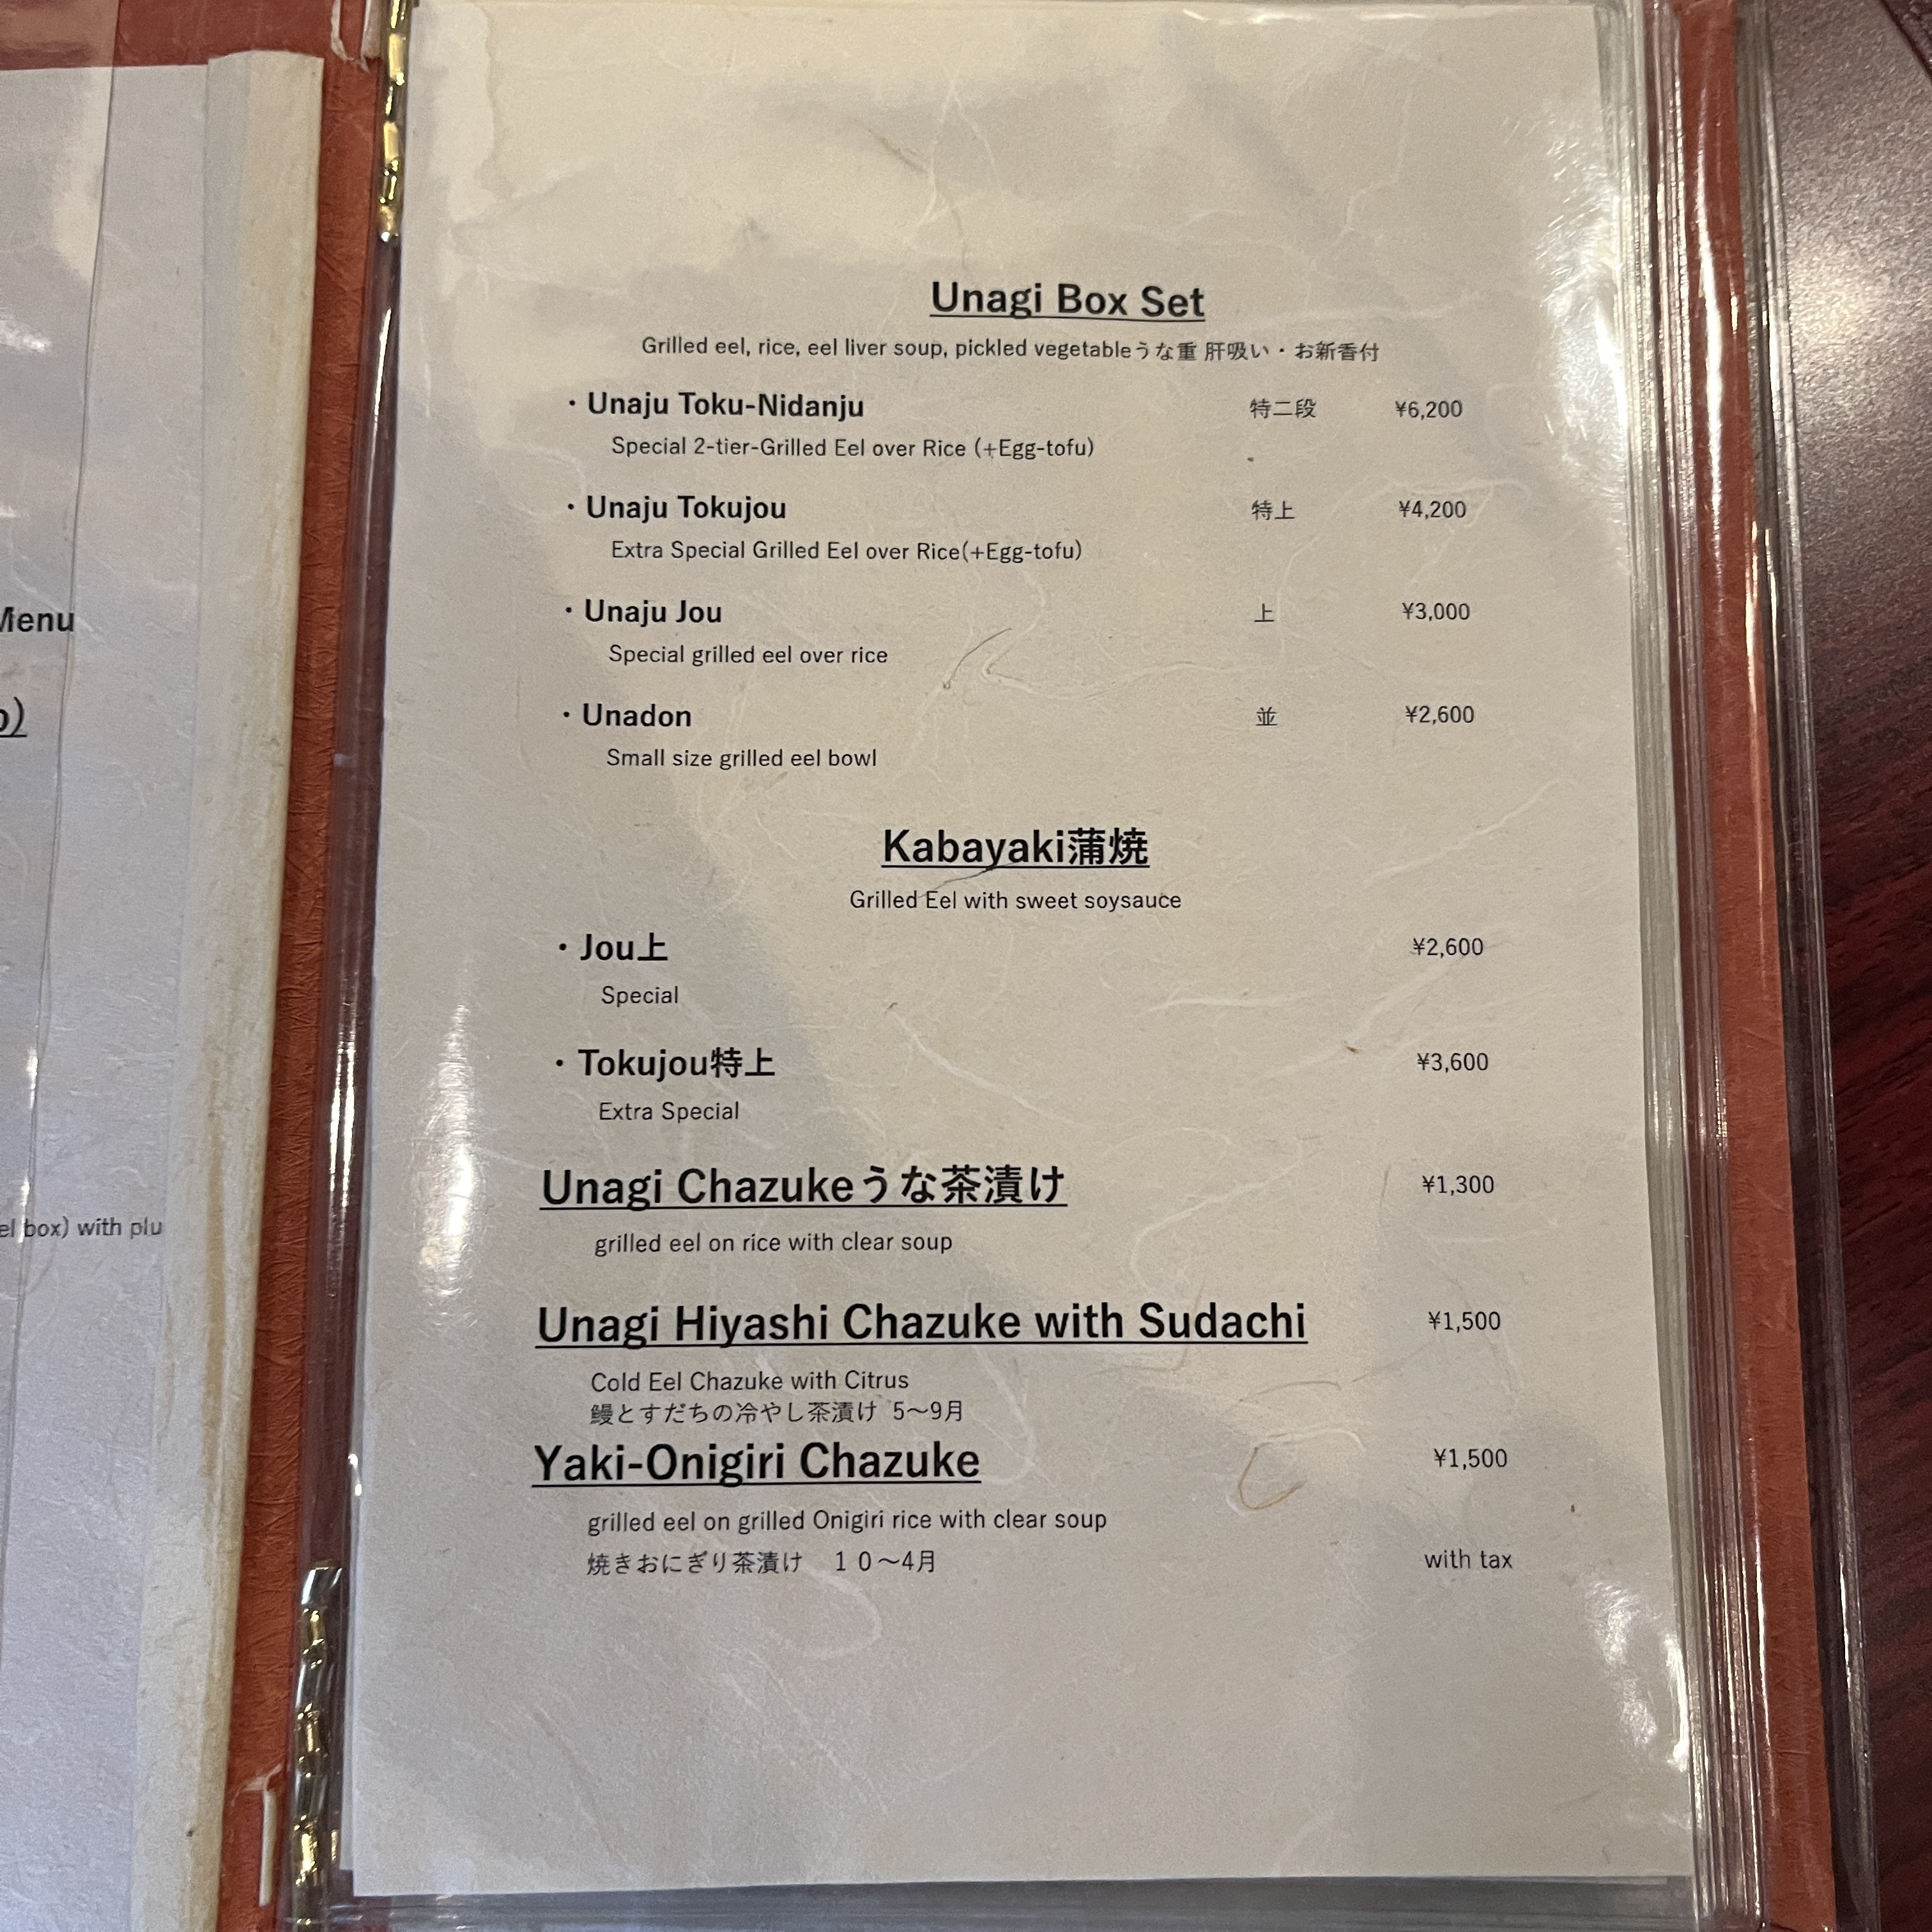 Menu
el box) with plu
Unagi Box Set
Grilled eel, rice, eel liver soup, pickled vegetableうな重 肝吸い・お新香付
・Unaju Toku-Nidanju 特二段 ¥6,200
Special 2-tier-Grilled Eel over Rice (+Egg-tofu)
・Unaju Tokujou 特上 ¥4,200
Extra Special Grilled Eel over Rice(+Egg-tofu)
・Unaju Jou 上 ¥3,000
Special grilled eel over rice
・Unadon 並 ¥2,600
Small size grilled eel bowl
Kabayaki蒲焼
Grilled Eel with sweet soysauce
・Jou上 ¥2,600
Special
・Tokujou特上 ¥3,600
Extra Special
Unagi Chazukeうな茶漬け ¥1,300
grilled eel on rice with clear soup
Unagi Hiyashi Chazuke with Sudachi ¥1,500
Cold Eel Chazuke with Citrus
鰻とすだちの冷やし茶漬け 5～9月
Yaki-Onigiri Chazuke ¥1,500
grilled eel on grilled Onigiri rice with clear soup
焼きおにぎり茶漬け　１０～4月 with tax